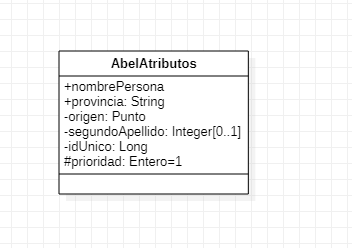 AbelAtributos
+nombrePersona
+provincia: String
-origen: Punto
-segundoApellido: Integer[0..1]
-idUnico: Long
#prioridad: Entero=1